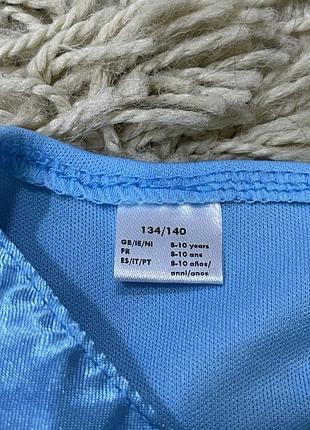 134/140
GB/IE/NI 8-10 years
FR 8-10 ans
ES/IT/PT 8-10 años/
anni/anos